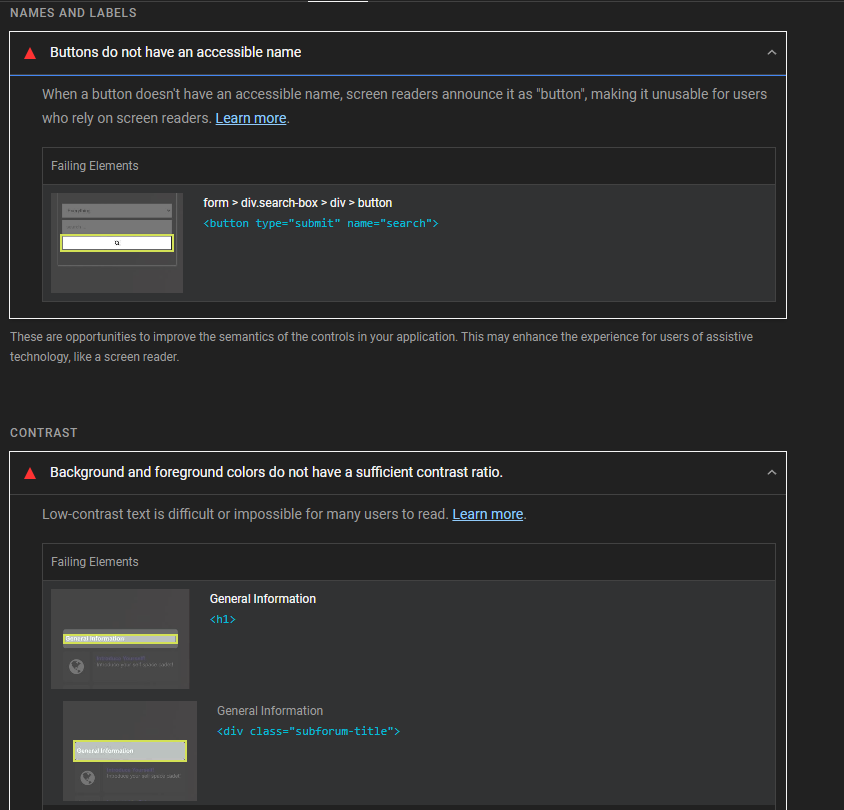 NAMES AND LABELS
Buttons do not have an accessible name
When a button doesn't have an accessible name, screen readers announce it as "button", making it unusable for users
who rely on screen readers. Learn more.
Failing Elements
form > div.search-box > div > button
<button type="submit" name="search">
These are opportunities to improve the semantics of the controls in your application. This may enhance the experience for users of assistive
technology, like a screen reader.
CONTRAST
Background and foreground colors do not have a sufficient contrast ratio.
Low-contrast text is difficult or impossible for many users to read. Learn more.
Failing Elements
General Information
<h1>
General Information
General Information
<div class="subforum-title">
General Information